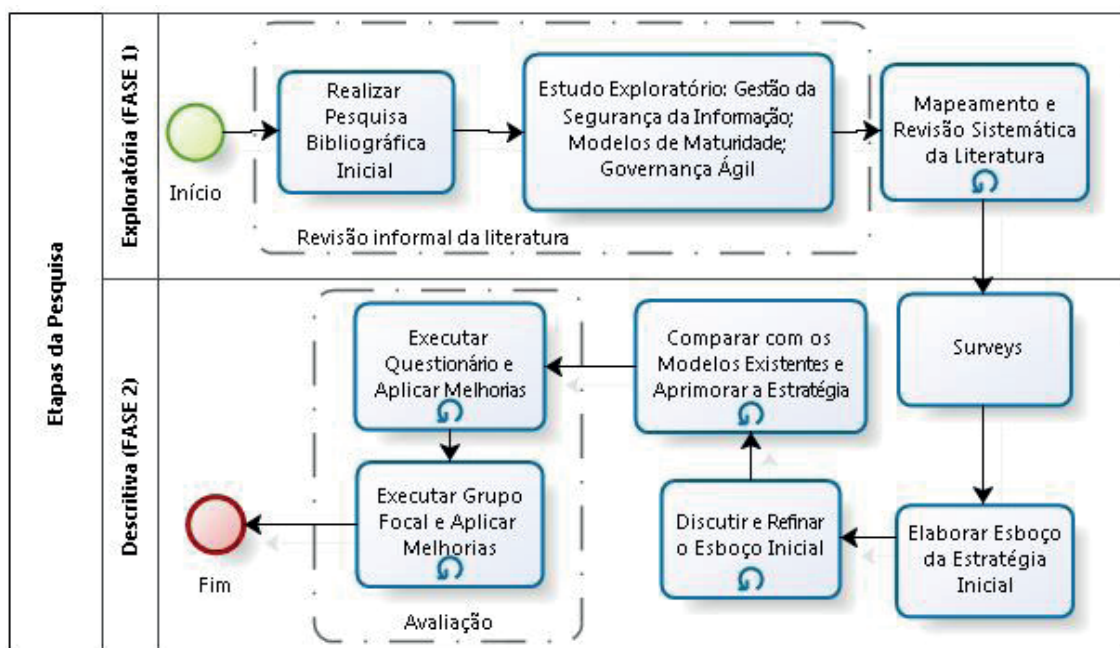 Etapas da Pesquisa
Exploratória (FASE 1)
Início
Realizar
Pesquisa
Bibliográfica
Inicial
Estudo Exploratório: Gestão da
Segurança da Informação;
Modelos de Maturidade;
Governança Ágil
Revisão informal da literatura
Mapeamento e
Revisão Sistemática
da Literatura
Descritiva (FASE 2)
Surveys
Elaborar Esboço
da Estratégia
Inicial
Discutir e Refinar
o Esboço Inicial
Comparar com os
Modelos Existentes e
Aprimorar a Estratégia
Executar
Questionário e
Aplicar Melhorias
Executar Grupo
Focal e Aplicar
Melhorias
Avaliação
Fim